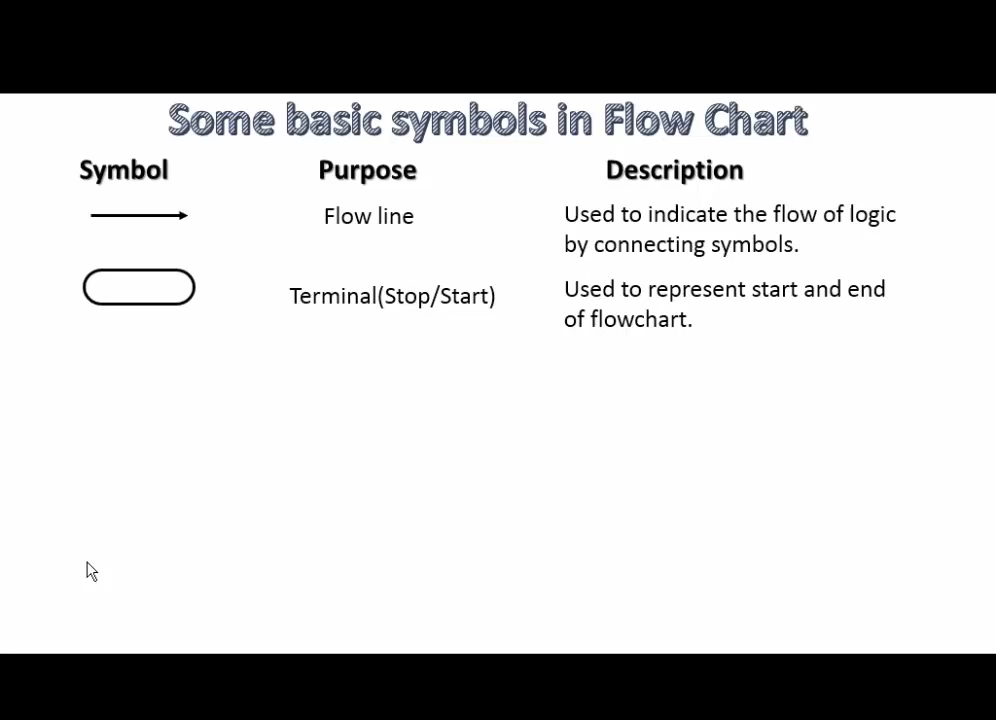 Some basic symbols in Flow Chart
Symbol Purpose Description
Flow line Used to indicate the flow of logic
by connecting symbols.
Terminal(Stop/Start) Used to represent start and end
of flowchart.